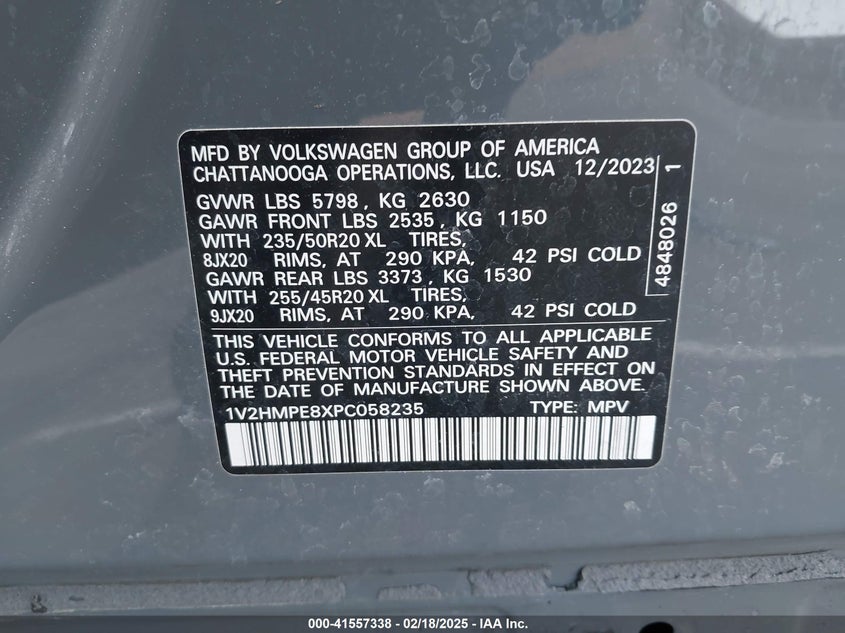 MFD BY VOLKSWAGEN GROUP OF AMERICA
CHATTANOOGA OPERATIONS, LLC. USA 12/2023
GVWR LBS 5798, KG 2630
GAWR FRONT LBS 2535, KG 1150
WITH 235/50R20 XL TIRES,
8JX20 RIMS, AT 290 KPA, 42 PSI COLD
GAWR REAR LBS 3373, KG 1530
WITH 255/45R20 XL TIRES,
9JX20 RIMS, AT 290 KPA, 42 PSI COLD
4848026 1
THIS VEHICLE CONFORMS TO ALL APPLICABLE
U.S. FEDERAL MOTOR VEHICLE SAFETY AND
THEFT PREVENTION STANDARDS IN EFFECT ON
THE DATE OF MANUFACTURE SHOWN ABOVE.
1V2HMPE8XPC058235 TYPE: MPV
000-41557338 - 02/18/2025 - IAA Inc.